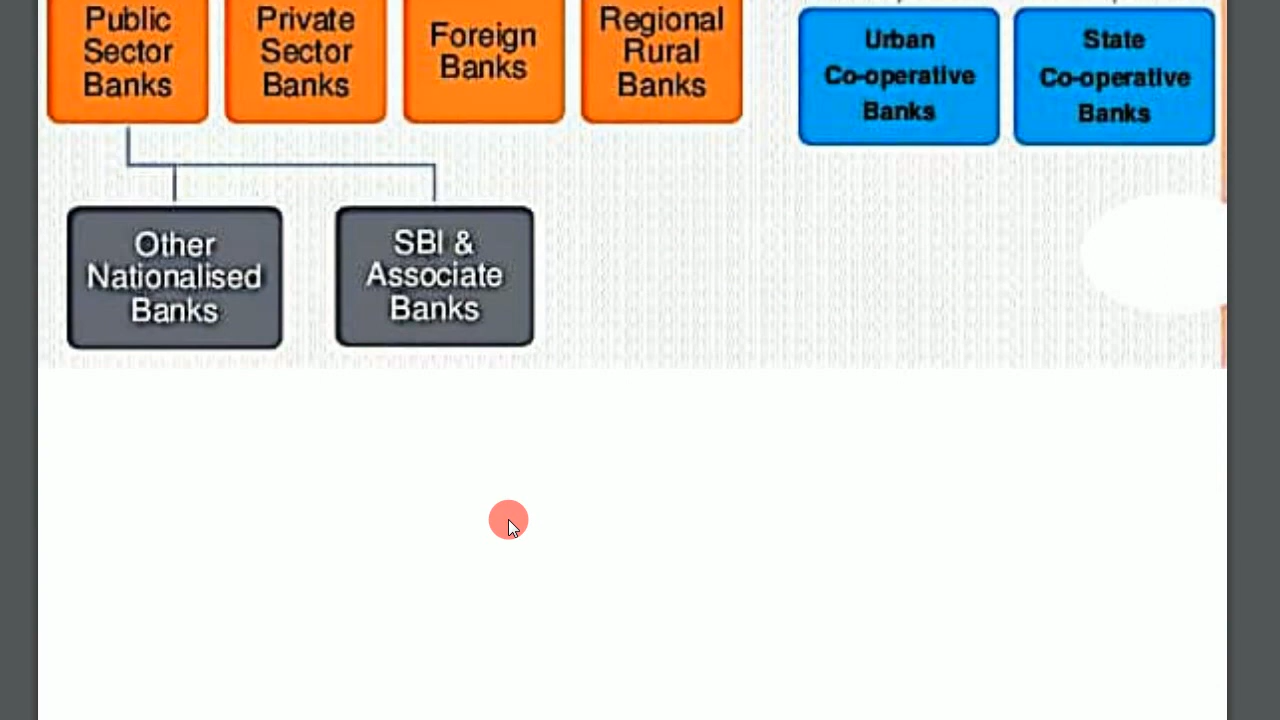 Public
Sector
Banks
Private
Sector
Banks
Foreign
Banks
Regional
Rural
Banks
Urban
Co-operative
Banks
State
Co-operative
Banks
Other
Nationalised
Banks
SBI &
Associate
Banks